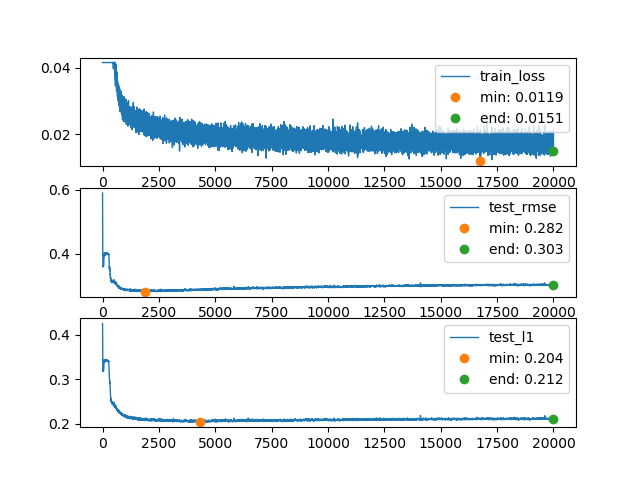 0.04
0.02
train_loss
min: 0.0119
end: 0.0151
0 2500 5000 7500 10000 12500 15000 17500 20000
0.6
0.4
test_rmse
min: 0.282
end: 0.303
0 2500 5000 7500 10000 12500 15000 17500 20000
0.4
0.3
0.2
test_l1
min: 0.204
end: 0.212
0 2500 5000 7500 10000 12500 15000 17500 20000